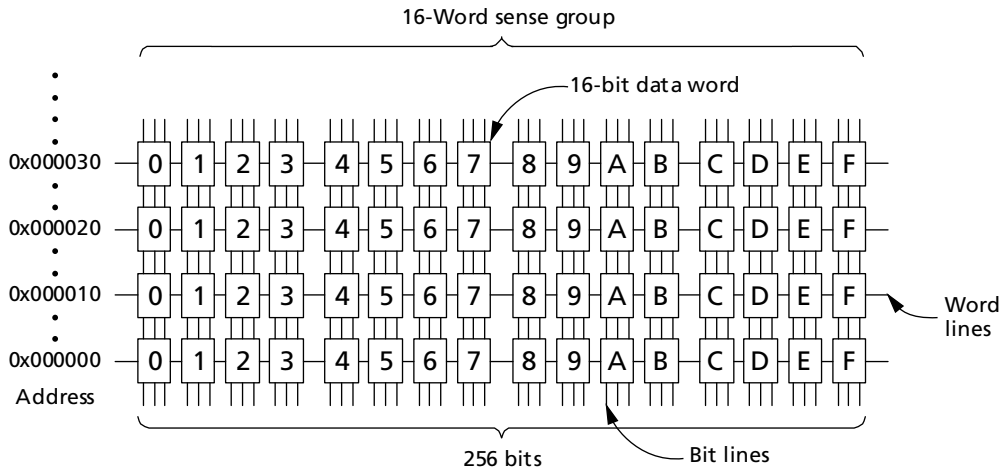 16-Word sense group
16-bit data word
0x000030 0 1 2 3 4 5 6 7 8 9 A B C D E F
0x000020 0 1 2 3 4 5 6 7 8 9 A B C D E F
0x000010 0 1 2 3 4 5 6 7 8 9 A B C D E F
Word
lines
0x000000 0 1 2 3 4 5 6 7 8 9 A B C D E F
Address
256 bits
Bit lines